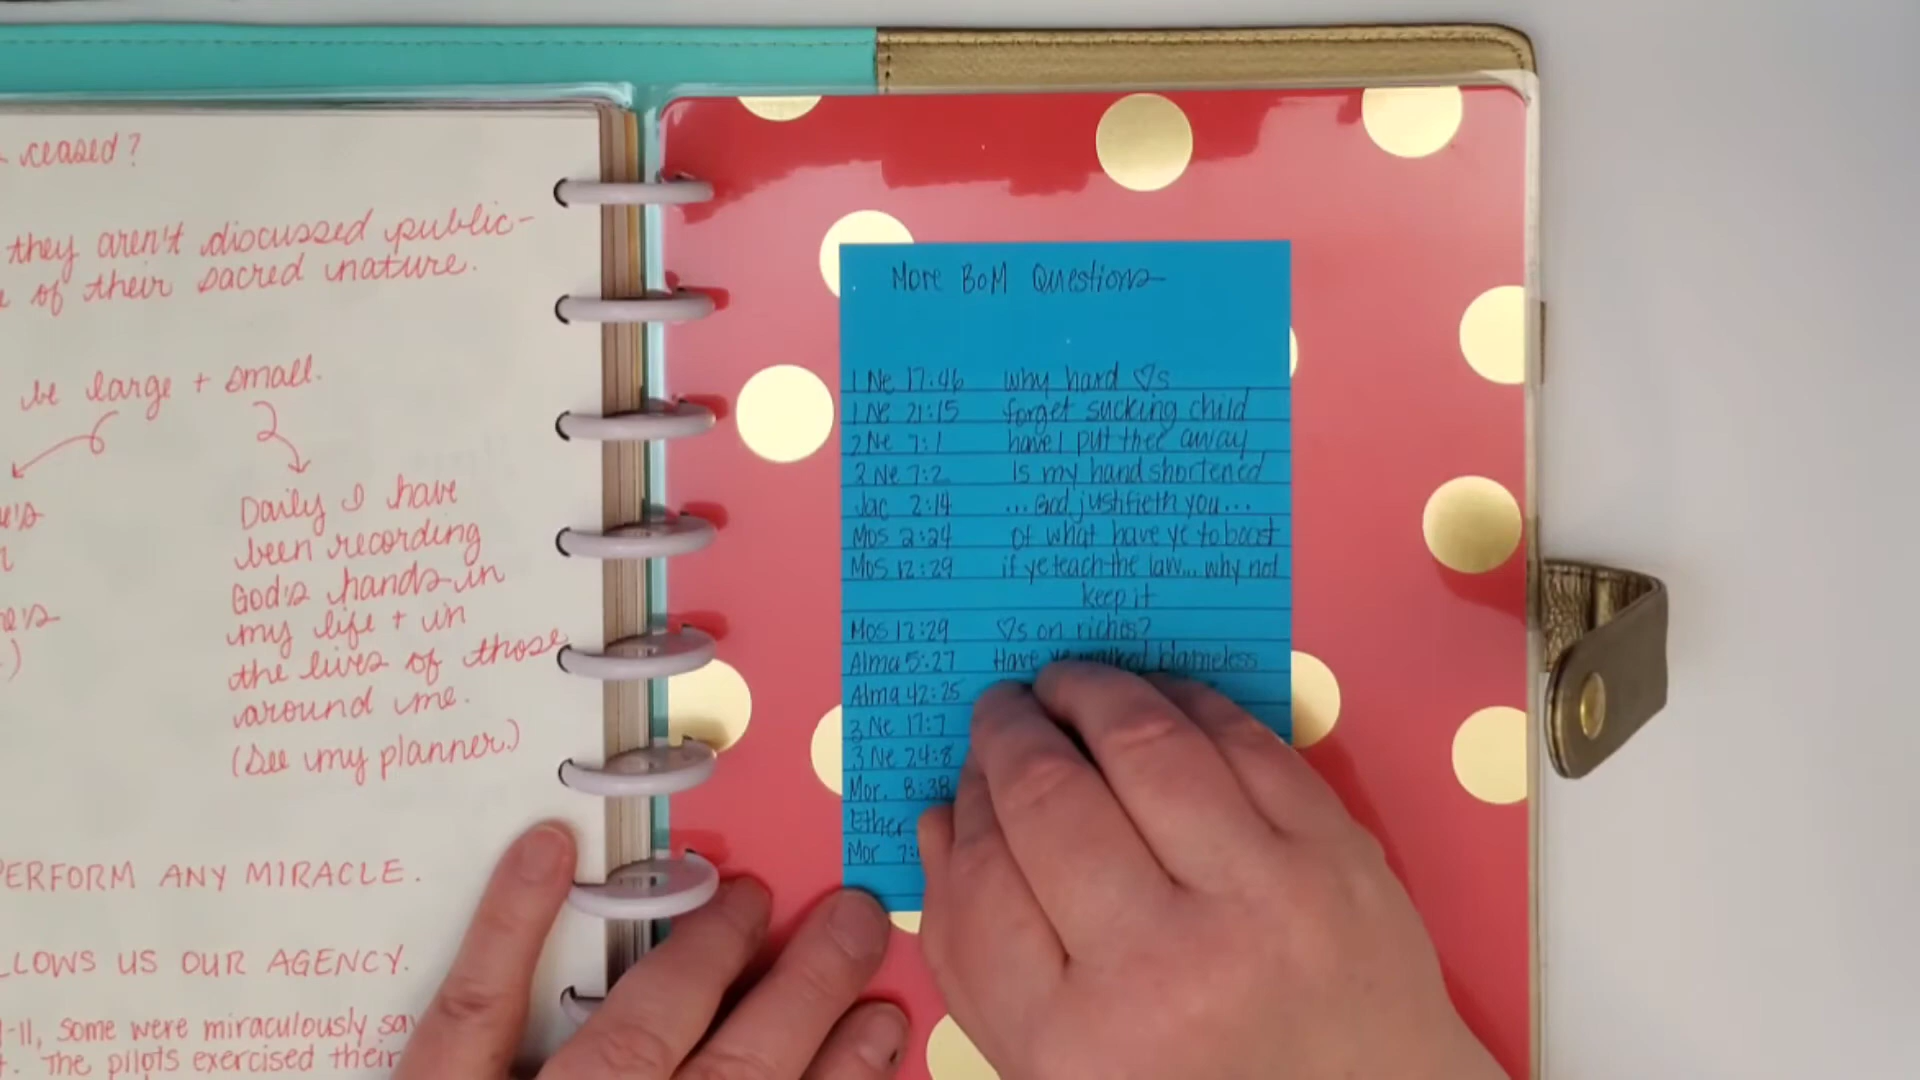 ceased?
they aren't discussed public-
of their sacred nature.
be large + small.
Daily I have
been recording
God's hands in
my life + in
the lives of those
around me.
(See my planner.)
PERFORM ANY MIRACLE.
LLOWS US OUR AGENCY.
-11, some were miraculously sav
The pilots exercised their
More BoM Questions
1 Ne 17:46 why hard ♡s
1 Ne 21:15 forget sucking child
2 Ne 7:1 have I put thee away
2 Ne 7:2 Is my hand shortened
Jac 2:14 ...God justifieth you...
Mos 2:24 of what have ye to boast
Mos 12:29 if ye teach the law... why not
keep it
Mos 12:29 ♡s on riches?
Alma 5:27 Have ye walked blameless
Alma 42:25
3 Ne 17:7
3 Ne 24:8
Mor. 8:38
Ether
Mor 7: